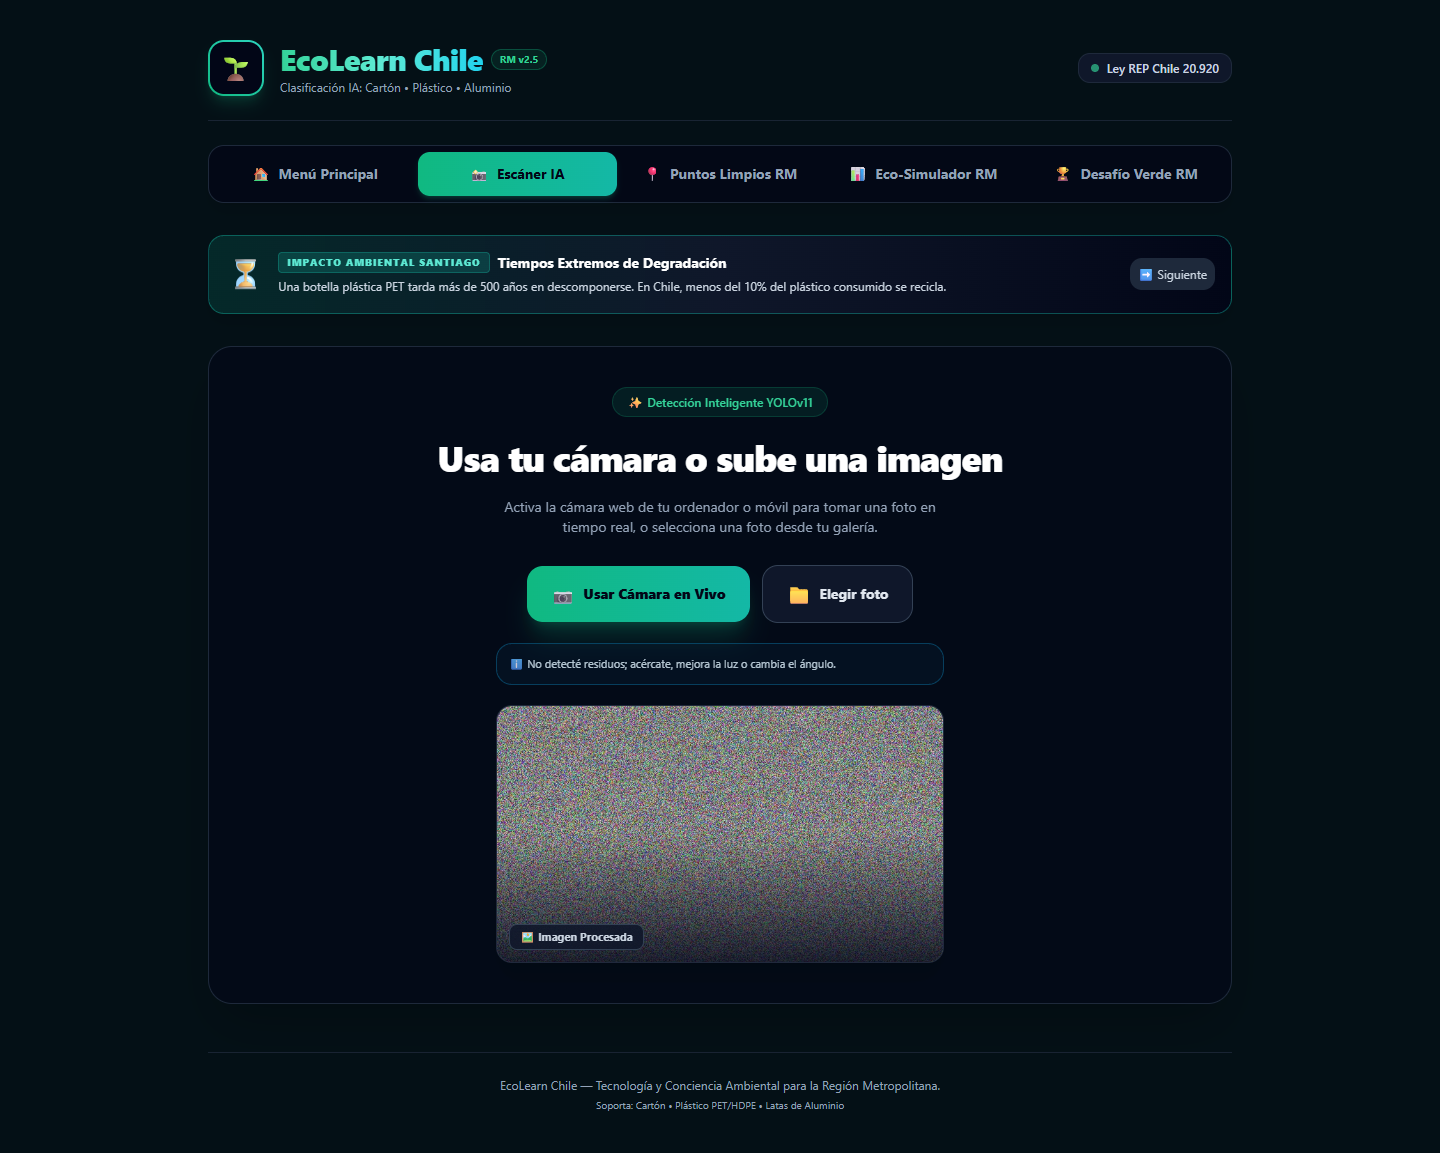 EcoLearn Chile RM v2.5
Clasificación IA: Cartón • Plástico • Aluminio
Ley REP Chile 20.920
Menú Principal
Escáner IA
Puntos Limpios RM
Eco-Simulador RM
Desafío Verde RM
IMPACTO AMBIENTAL SANTIAGO Tiempos Extremos de Degradación
Una botella plástica PET tarda más de 500 años en descomponerse. En Chile, menos del 10% del plástico consumido se recicla.
Siguiente
Detección Inteligente YOLOv11
Usa tu cámara o sube una imagen
Activa la cámara web de tu ordenador o móvil para tomar una foto en
tiempo real, o selecciona una foto desde tu galería.
Usar Cámara en Vivo
Elegir foto
No detecté residuos; acércate, mejora la luz o cambia el ángulo.
Imagen Procesada
EcoLearn Chile — Tecnología y Conciencia Ambiental para la Región Metropolitana.
Soporta: Cartón • Plástico PET/HDPE • Latas de Aluminio